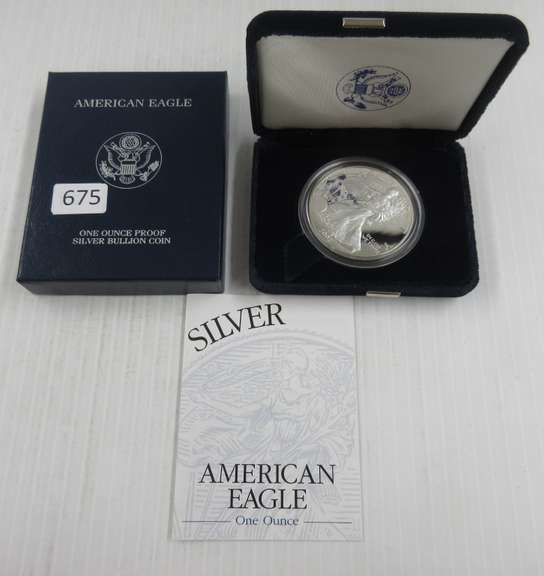 AMERICAN EAGLE
675
ONE OUNCE PROOF
SILVER BULLION COIN
SILVER
AMERICAN
EAGLE
One Ounce